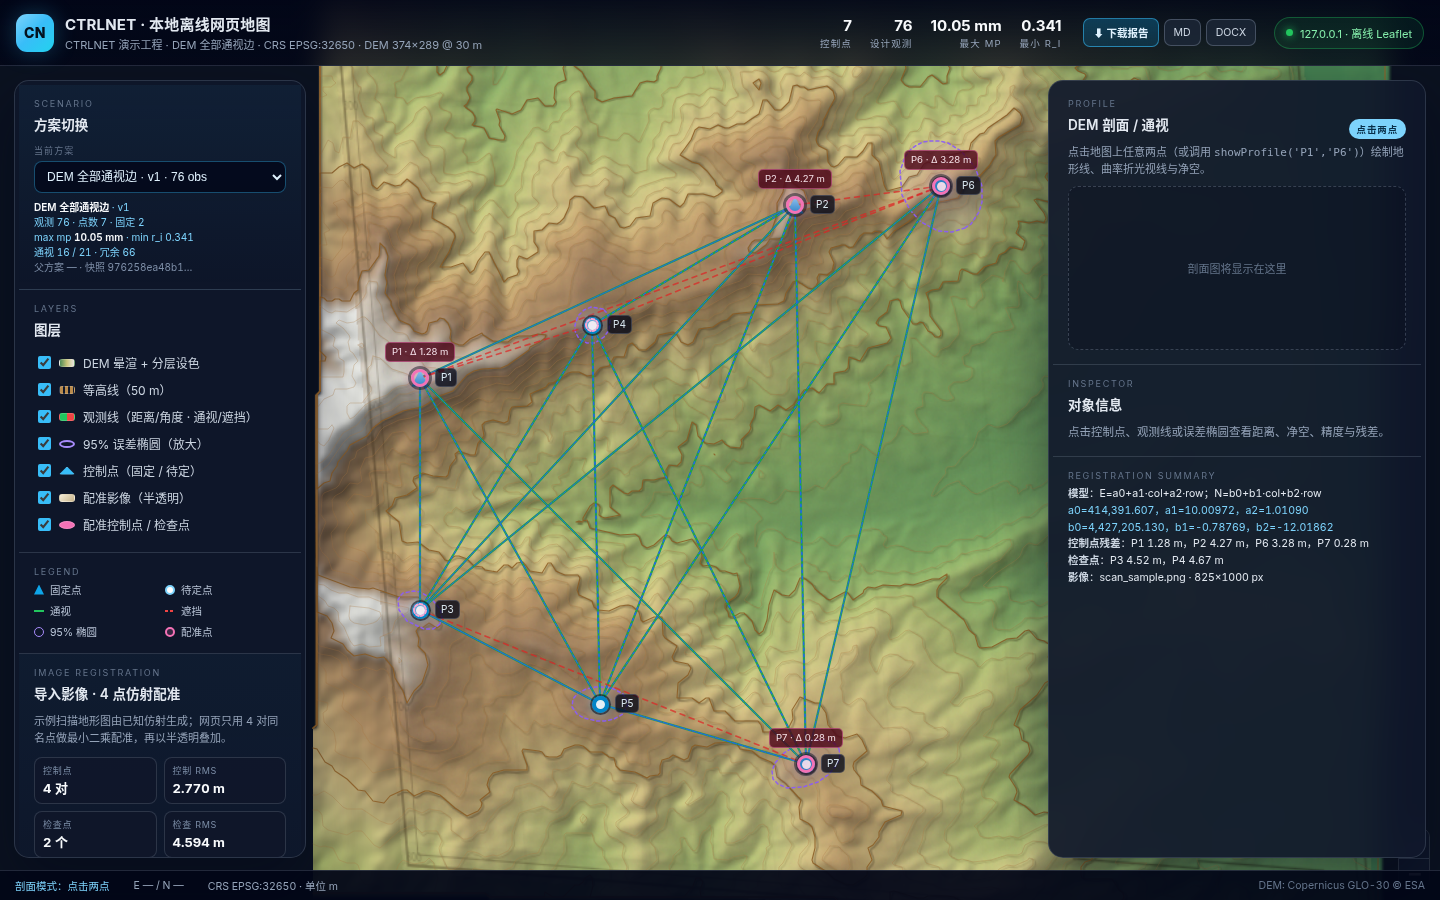 CN
CTRLNET · 本地离线网页地图
CTRLNET 演示工程 · DEM 全部通视边 · CRS EPSG:32650 · DEM 374×289 @ 30 m
7
控制点
76
设计观测
10.05 mm
最大 MP
0.341
最小 R_I
⬇ 下载报告
MD
DOCX
127.0.0.1 · 离线 Leaflet
SCENARIO
方案切换
当前方案
DEM 全部通视边 · v1 · 76 obs
DEM 全部通视边 · v1
观测 76 · 点数 7 · 固定 2
max mp 10.05 mm · min r_i 0.341
通视 16 / 21 · 冗余 66
父方案 — · 快照 976258ea48b1…
LAYERS
图层
DEM 晕渲 + 分层设色
等高线（50 m）
观测线（距离/角度 · 通视/遮挡）
95% 误差椭圆（放大）
控制点（固定 / 待定）
配准影像（半透明）
配准控制点 / 检查点
LEGEND
固定点
待定点
通视
遮挡
95% 椭圆
配准点
IMAGE REGISTRATION
导入影像 · 4 点仿射配准
示例扫描地形图由已知仿射生成；网页只用 4 对同
名点做最小二乘配准，再以半透明叠加。
控制点
4 对
控制 RMS
2.770 m
检查点
2 个
检查 RMS
4.594 m
P6 · Δ 3.28 m
P6
P2 · Δ 4.27 m
P2
P4
P1 · Δ 1.28 m
P1
P3
P5
P7 · Δ 0.28 m
P7
PROFILE
DEM 剖面 / 通视
点击两点
点击地图上任意两点（或调用 showProfile('P1','P6')）绘制地
形线、曲率折光视线与净空。
剖面图将显示在这里
INSPECTOR
对象信息
点击控制点、观测线或误差椭圆查看距离、净空、精度与残差。
REGISTRATION SUMMARY
模型：E=a0+a1·col+a2·row；N=b0+b1·col+b2·row
a0=414,391.607，a1=10.00972，a2=1.01090
b0=4,427,205.130，b1=-0.78769，b2=-12.01862
控制点残差：P1 1.28 m，P2 4.27 m，P6 3.28 m，P7 0.28 m
检查点：P3 4.52 m，P4 4.67 m
影像：scan_sample.png · 825×1000 px
剖面模式：点击两点
E — / N —
CRS EPSG:32650 · 单位 m
DEM: Copernicus GLO-30 © ESA